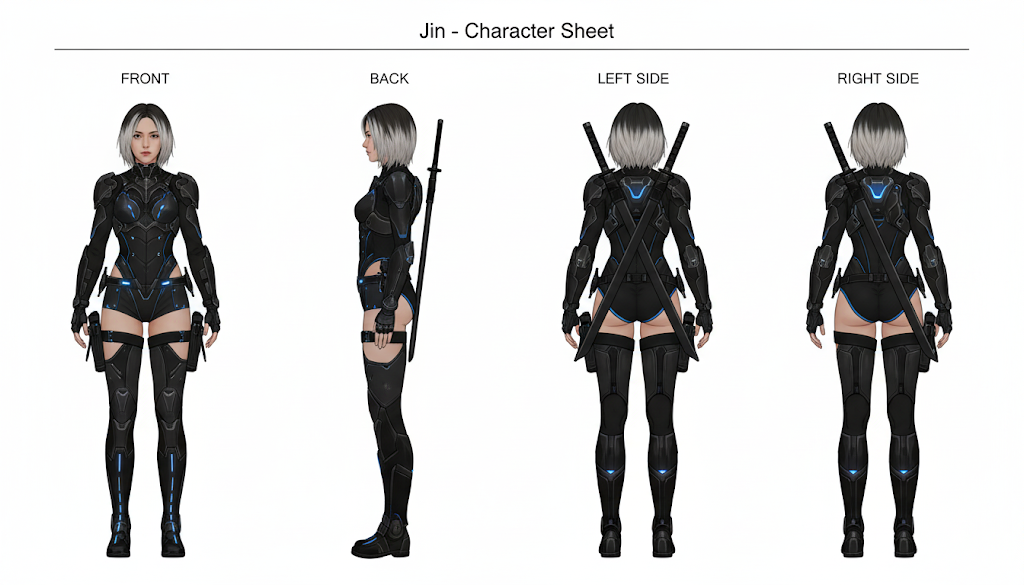 Jin - Character Sheet
FRONT
BACK
LEFT SIDE
RIGHT SIDE